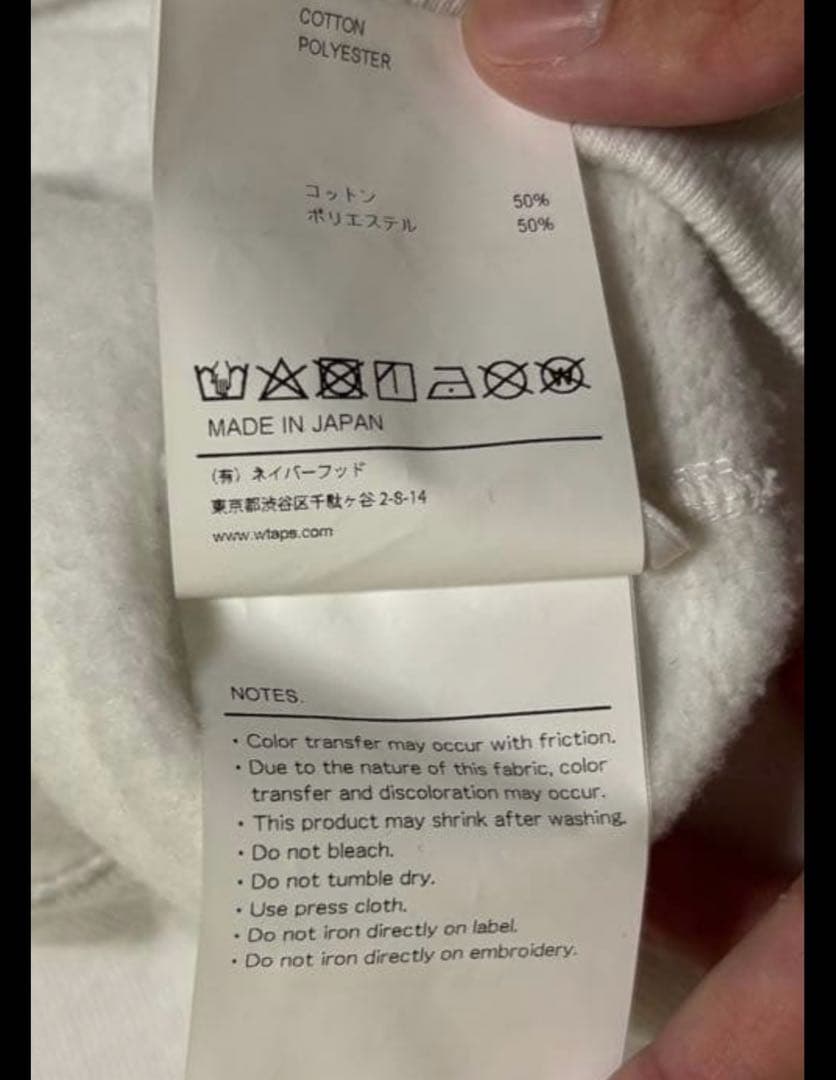 COTTON
POLYESTER
コットン 50%
ポリエステル 50%
MADE IN JAPAN
(有) ネイバーフッド
東京都渋谷区千駄ヶ谷 2-8-14
www.wtaps.com
NOTES.
・Color transfer may occur with friction.
・Due to the nature of this fabric, color
transfer and discoloration may occur.
・This product may shrink after washing.
・Do not bleach.
・Do not tumble dry.
・Use press cloth.
・Do not iron directly on label.
・Do not iron directly on embroidery.